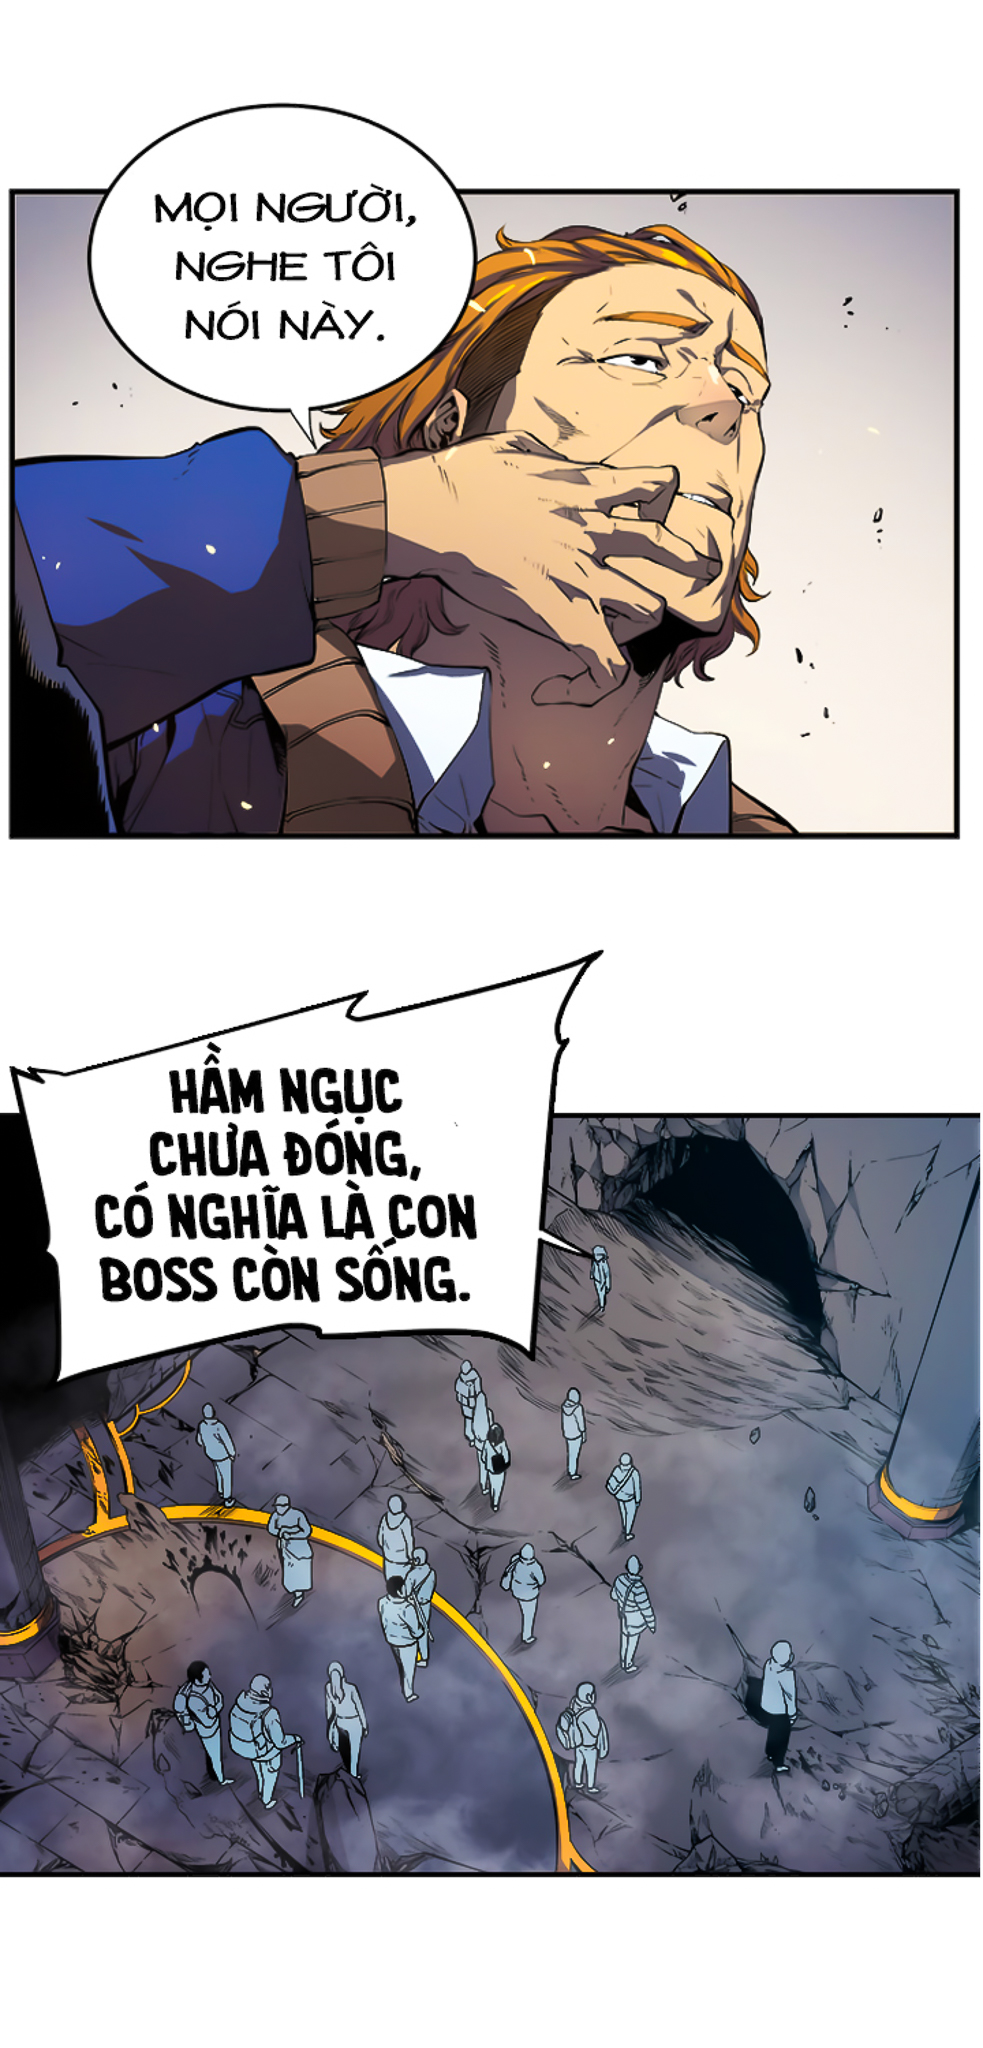 MỌI NGƯỜI,
NGHE TÔI
NÓI NÀY.
HẦM NGỤC
CHƯA ĐÓNG,
CÓ NGHĨA LÀ CON
BOSS CÒN SỐNG.